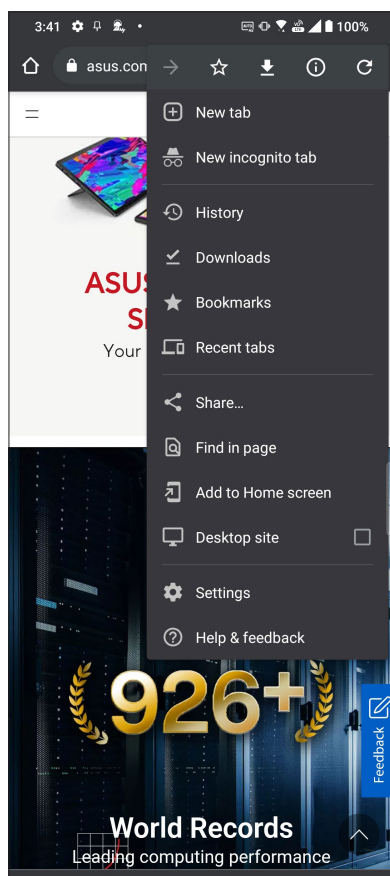 3:41
100%
asus.com
New tab
New incognito tab
History
Downloads
Bookmarks
Recent tabs
Share...
Find in page
Add to Home screen
Desktop site
Settings
Help & feedback
ASUS
Your
926+
Feedback
World Records
Leading computing performance